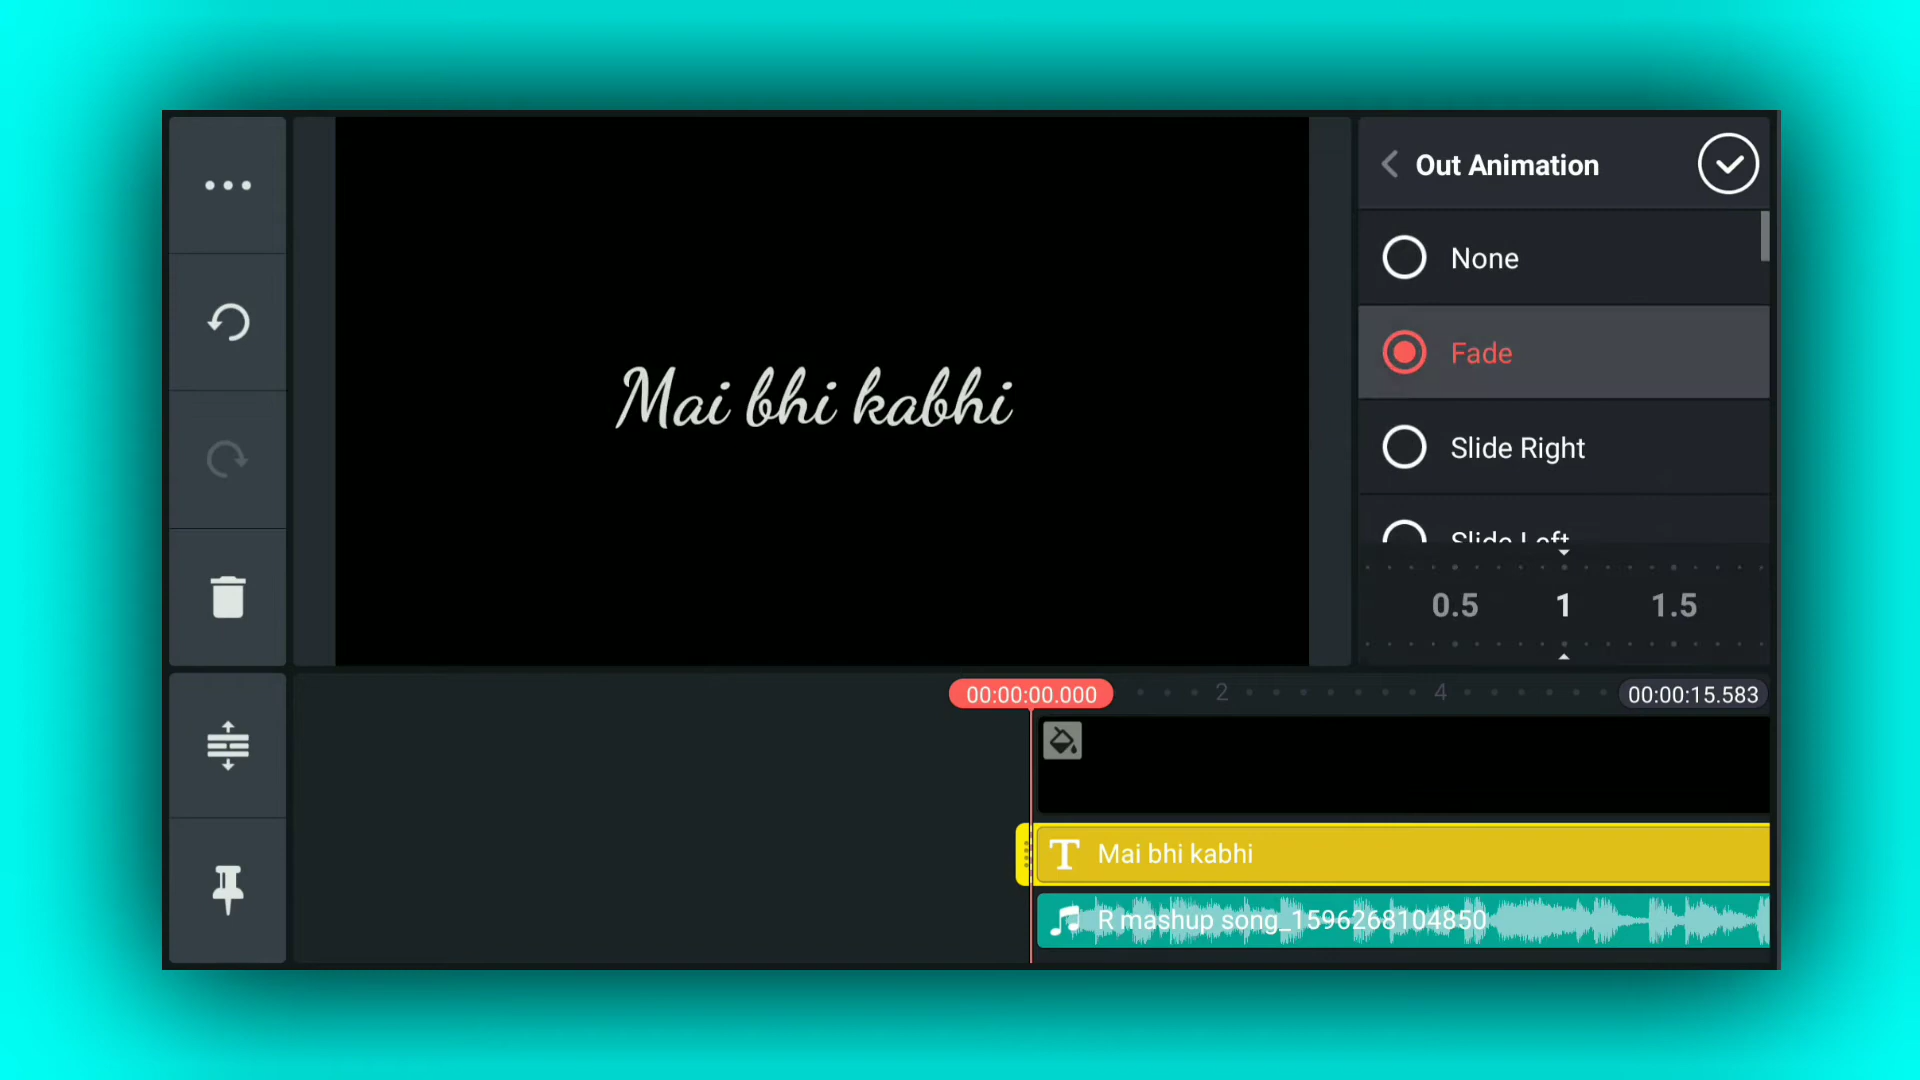 Out Animation
None
Fade
Slide Right
Slide Left
0.5 1 1.5
Mai bhi kabhi
00:00:00.000 2 4 00:00:15.583
Mai bhi kabhi
R mashup song_1596268104850